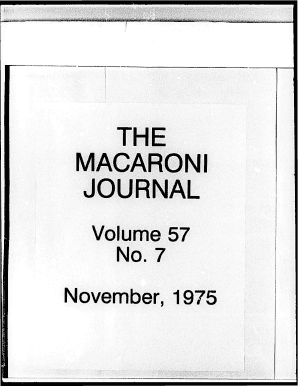 THE
MACARONI
JOURNAL
Volume 57
No. 7
November, 1975